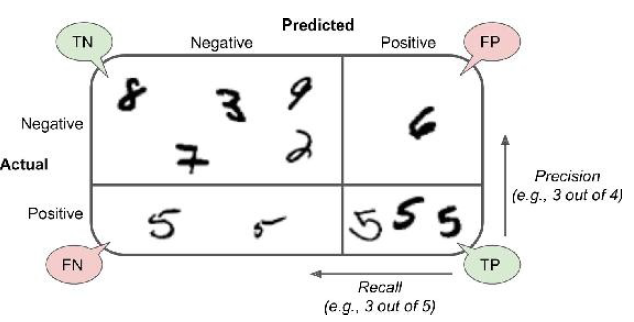 Predicted
TN Negative Positive FP
8 3 9
Negative 6
7 2
Actual
Precision
(e.g., 3 out of 4)
Positive 5 5 5 5 5
FN TP
Recall
(e.g., 3 out of 5)